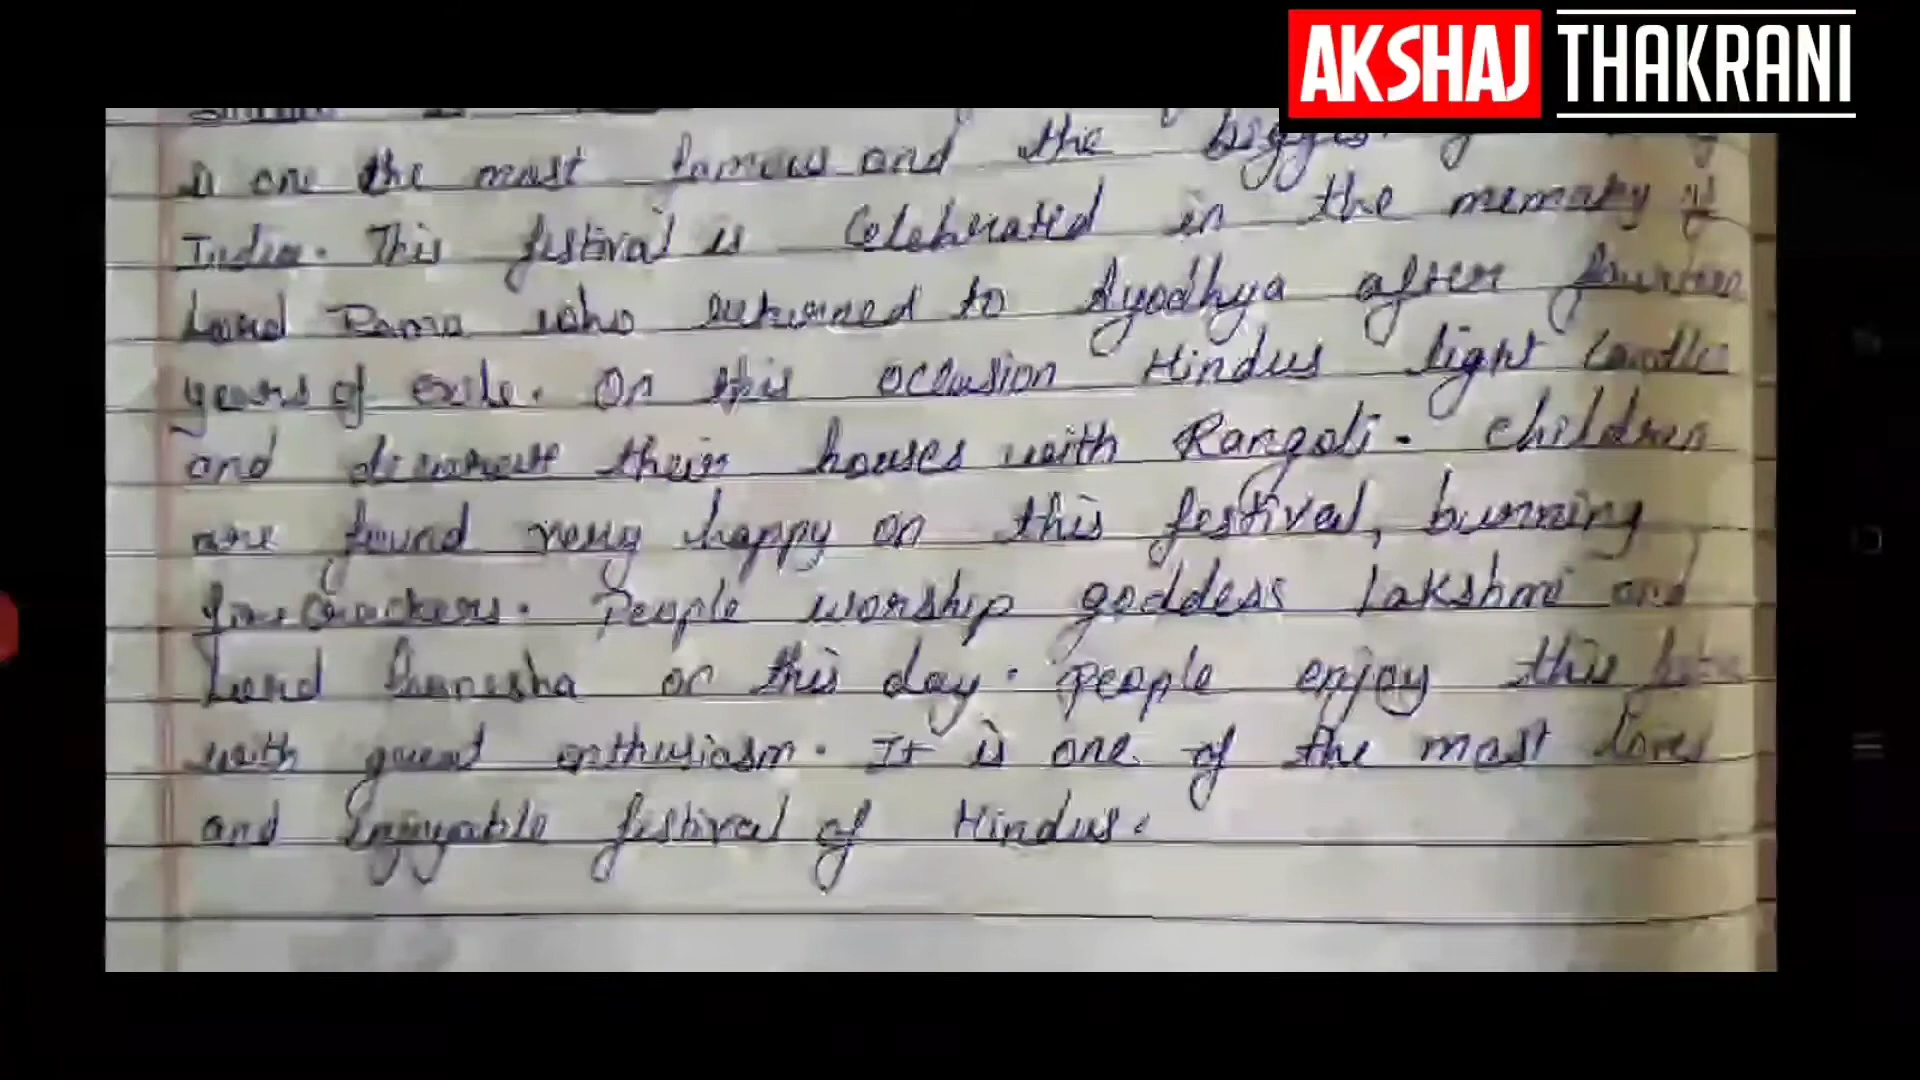 AKSHAJ THAKRANI
is one the most famous and the
India. This festival is Celebrated in the memory of
Lord Rama who returned to Ayodhya after fourteen
years of exile. On this occasion Hindus light candles
and their houses with Rangoli. Children
are found very happy on this festival, burning
fire Crackers. People worship goddess Lakshmi and
Lord Ganesha on this day. People enjoy this
with great enthusiasm. It is one of the most
and Enjoyable festival of Hindus.